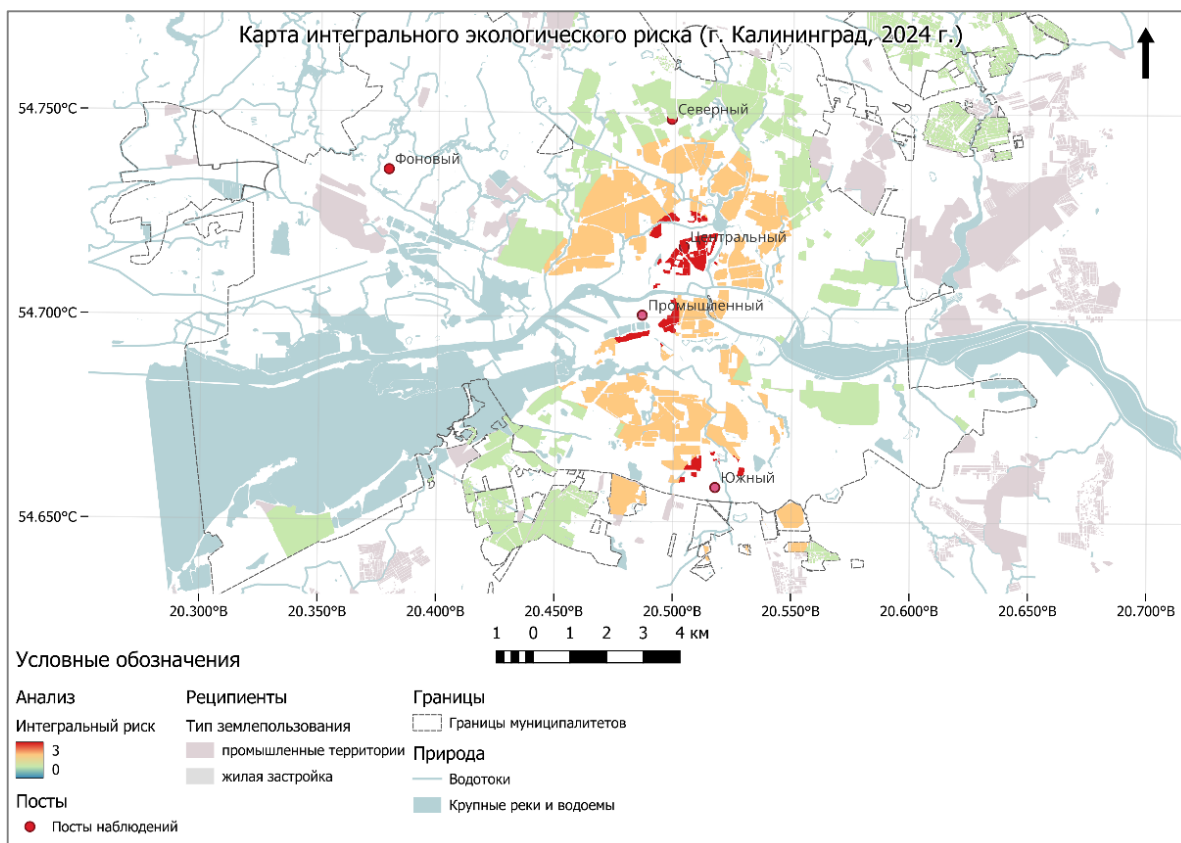 Карта интегрального экологического риска (г. Калининград, 2024 г.)
54.750°С
Северный
Фоновый
Центральный
54.700°С
Промышленный
Южный
54.650°С
20.300°В 20.350°В 20.400°В 20.450°В 20.500°В 20.550°В 20.600°В 20.650°В 20.700°В
1 0 1 2 3 4 км
Условные обозначения
Анализ
Интегральный риск
3
0
Посты
Посты наблюдений
Реципиенты
Тип землепользования
промышленные территории
жилая застройка
Границы
Границы муниципалитетов
Природа
Водотоки
Крупные реки и водоемы